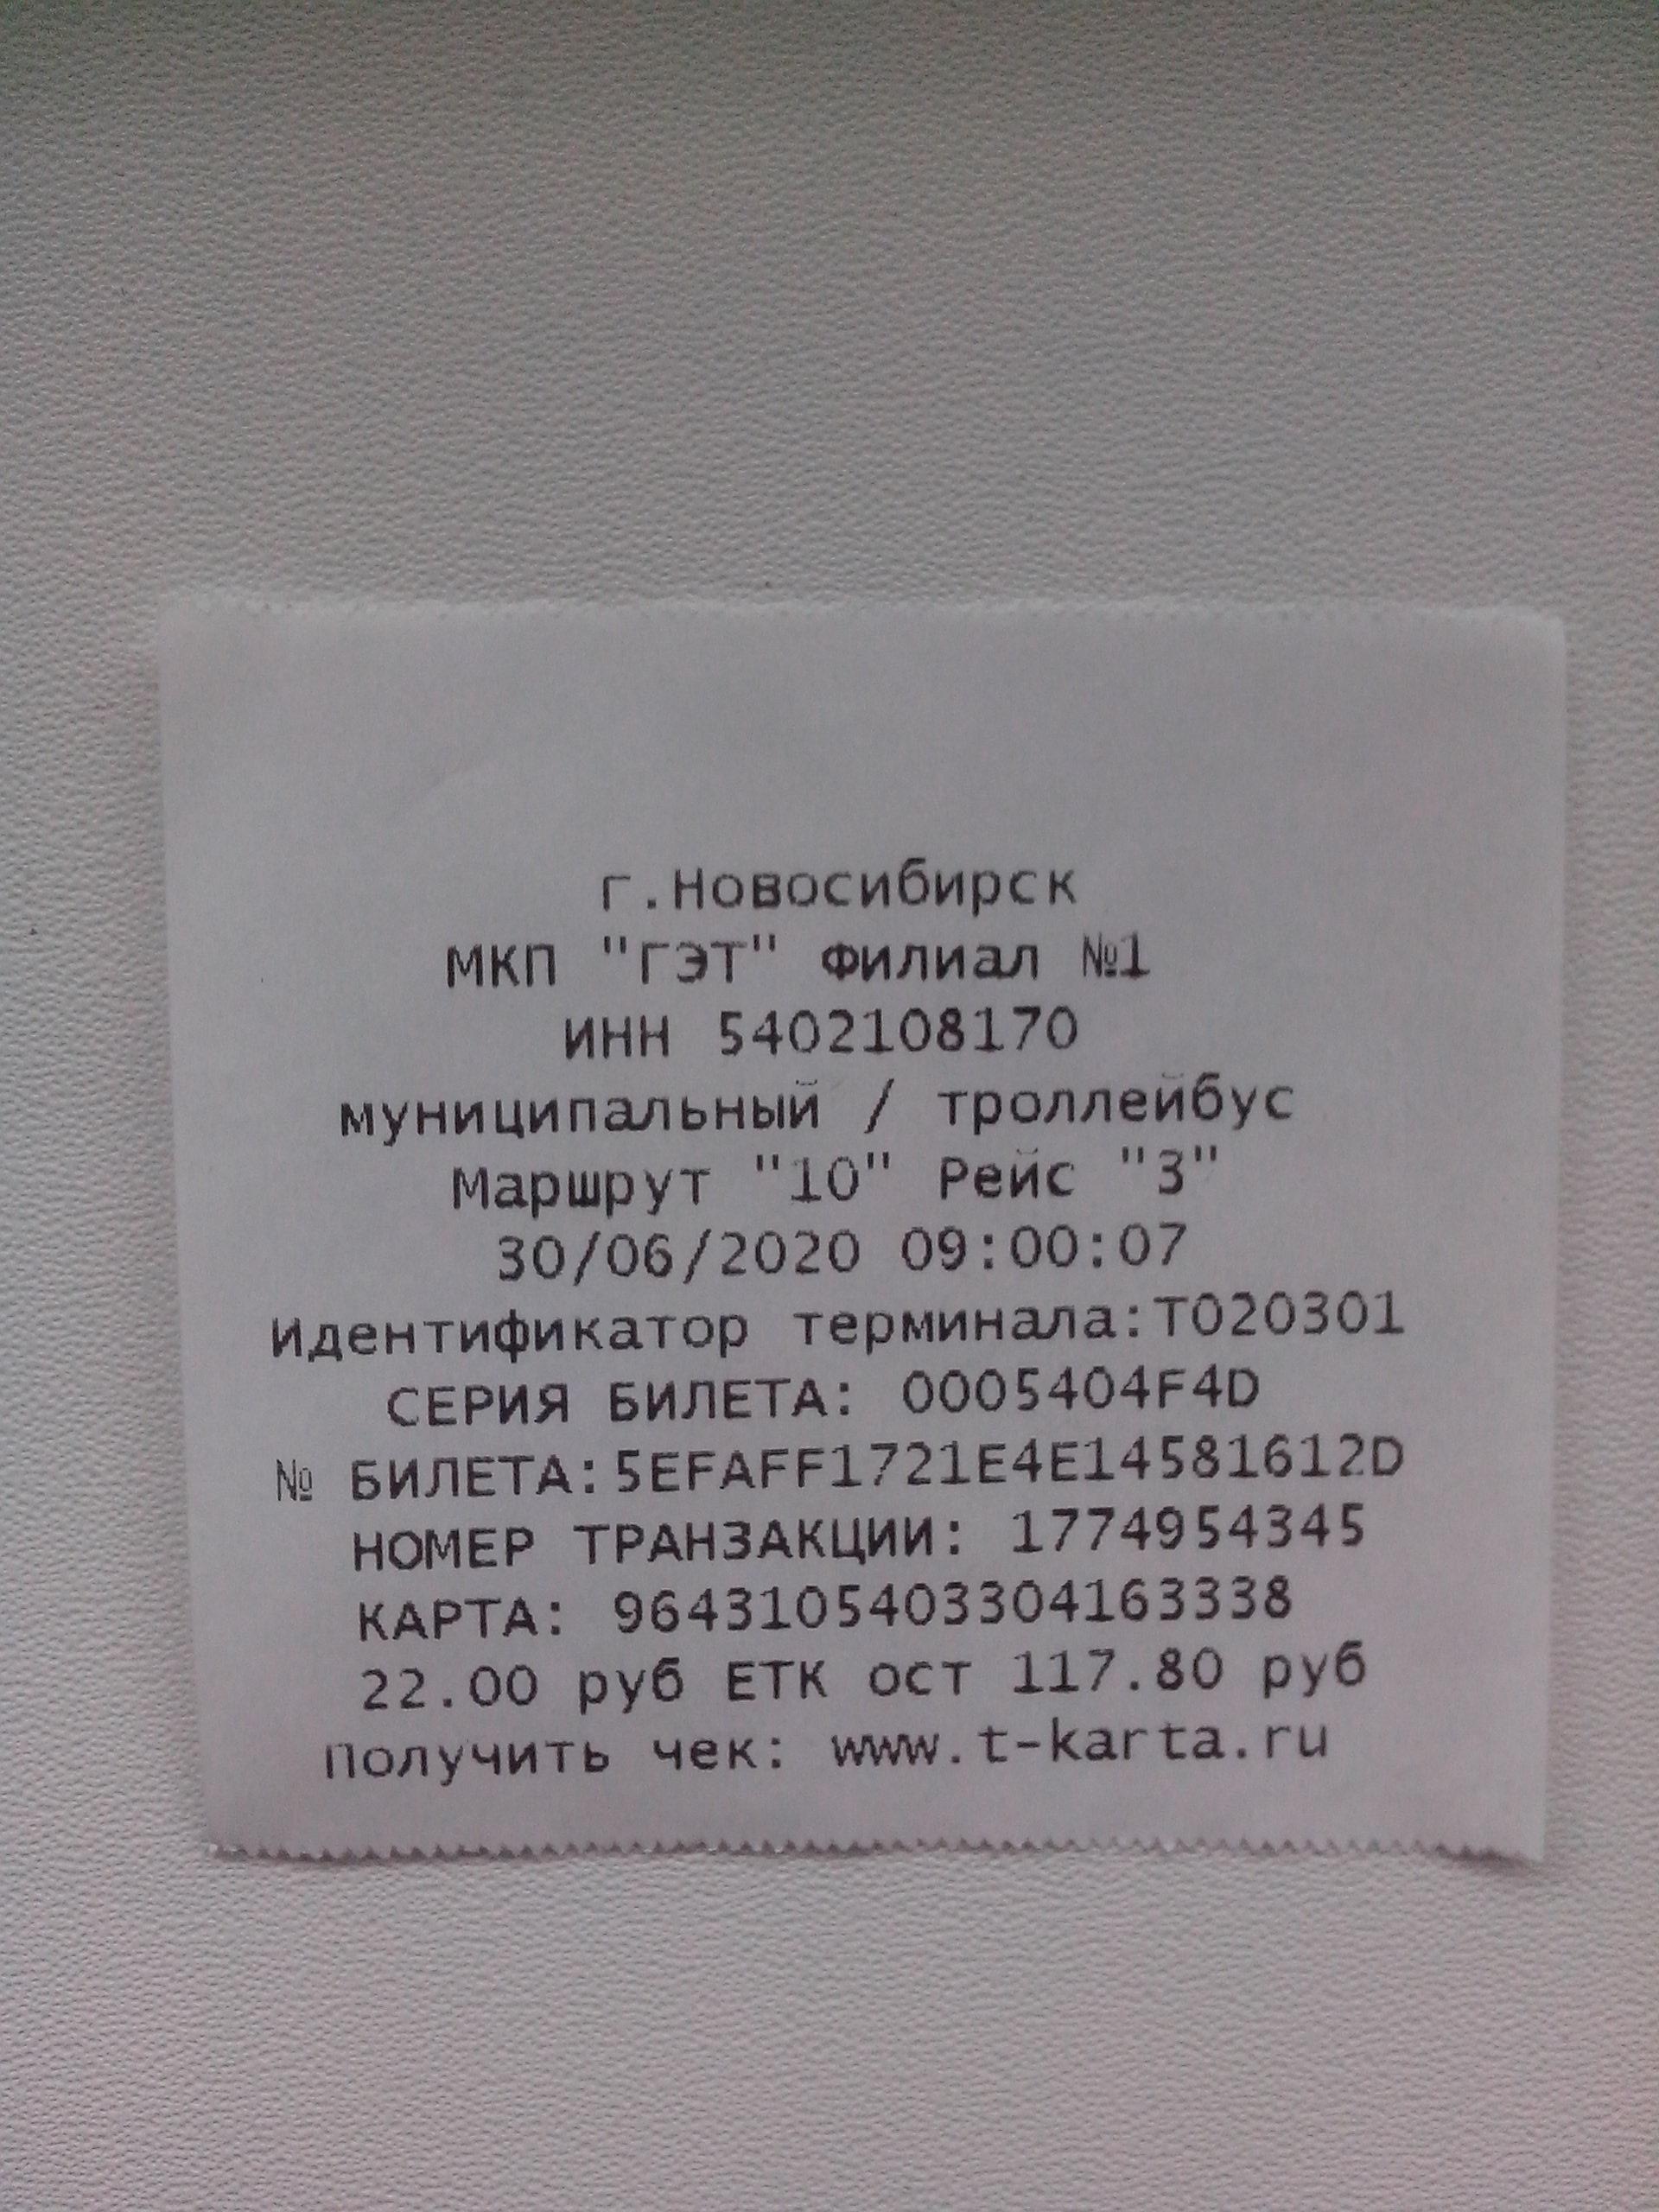 г.Новосибирск
МКП "ГЭТ" Филиал №1
ИНН 5402108170
муниципальный / троллейбус
Маршрут "10" Рейс "3"
30/06/2020 09:00:07
Идентификатор терминала:Т020301
СЕРИЯ БИЛЕТА: 0005404F4D
№ БИЛЕТА:5EFAFF1721E4E14581612D
НОМЕР ТРАНЗАКЦИИ: 1774954345
КАРТА: 9643105403304163338
22.00 руб ЕТК ост 117.80 руб
Получить чек: www.t-karta.ru